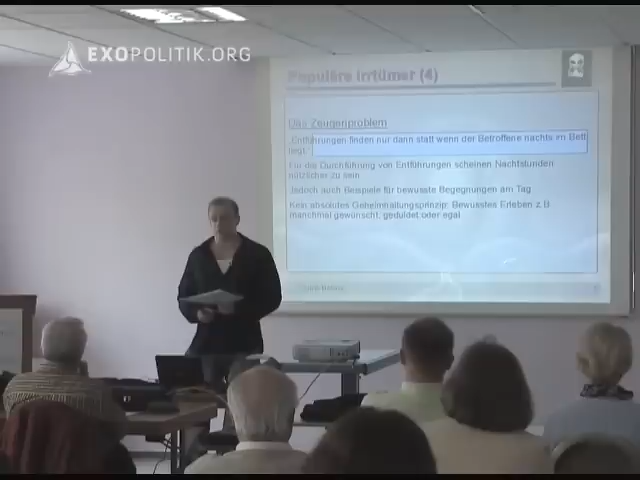 EXOPOLITIK.ORG
Populäre Irrtümer (4)
Das Zeugenproblem
„Entführungen finden nur dann statt wenn der Betroffene nachts im Bett
liegt“
Für die Durchführung von Entführungen scheinen Nachtstunden
nützlicher zu sein
Jedoch auch Beispiele für bewusste Begegnungen am Tag
Kein absolutes Geheimhaltungsprinzip: Bewusstes Erleben z.B
manchmal gewünscht, geduldet oder egal